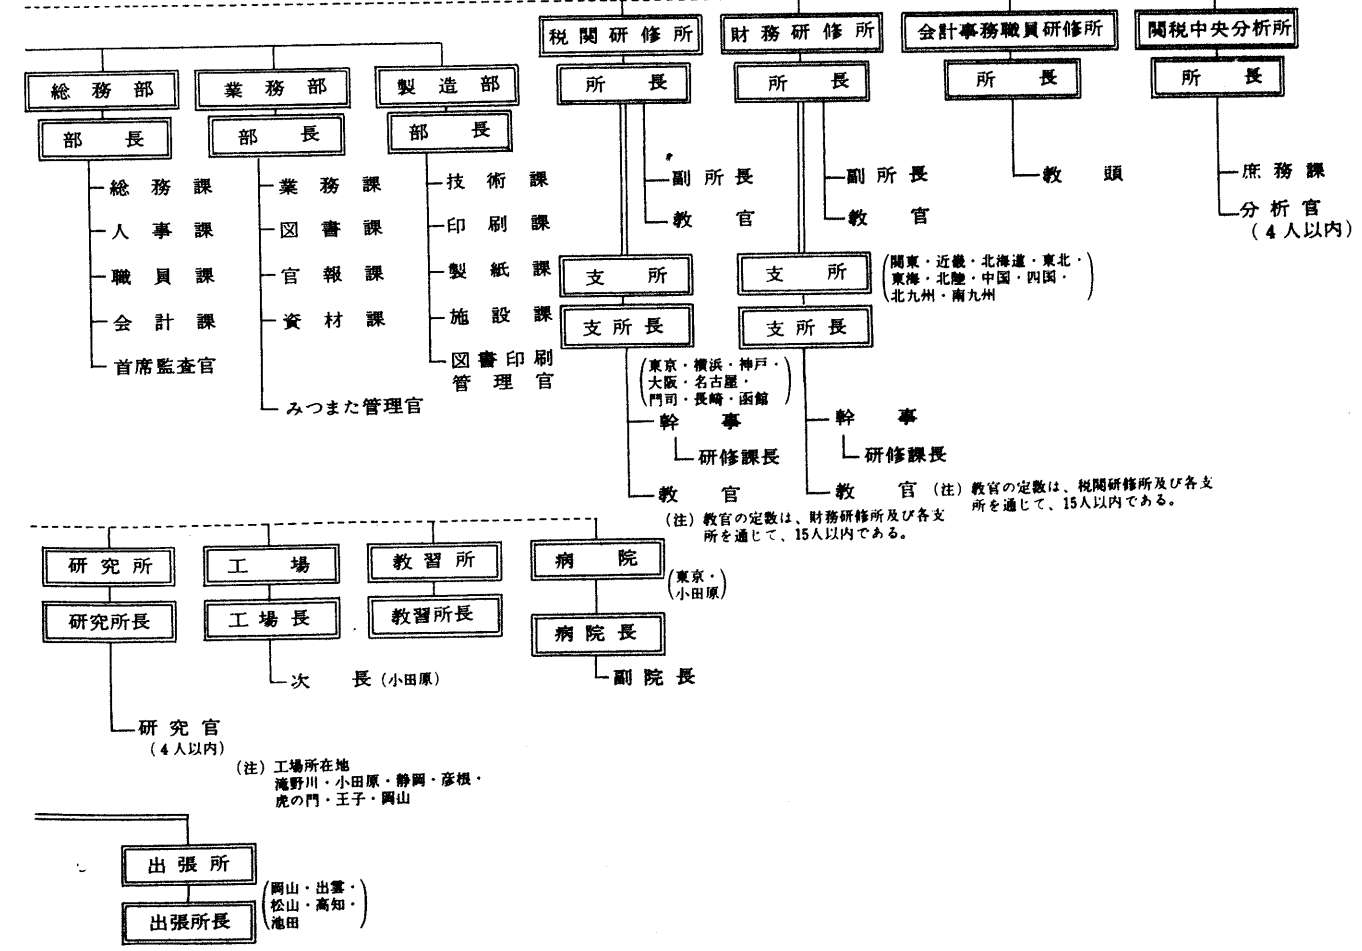 税関研修所
所長
副所長
教官
支所
支所長
(東京・横浜・神戸・
大阪・名古屋・
門司・長崎・函館)
幹事
研修課長
教官
(注) 教官の定数は、財務研修所及び各支
所を通じて、15人以内である。
財務研修所
所長
副所長
教官
支所
(関東・近畿・北海道・東北・
東海・北陸・中国・四国・
北九州・南九州)
支所長
幹事
研修課長
教官
(注) 教官の定数は、税関研修所及び各支
所を通じて、15人以内である。
会計事務職員研修所
所長
教頭
関税中央分析所
所長
庶務課
分析官
(4人以内)
総務部
部長
総務課
人事課
職員課
会計課
首席監査官
業務部
部長
業務課
図書課
官報課
資材課
みつまた管理官
製造部
部長
技術課
印刷課
製紙課
施設課
図書印刷
管理官
研究所
研究所長
研究官
(4人以内)
工場
工場長
次長(小田原)
(注) 工場所在地
滝野川・小田原・静岡・彦根・
虎の門・王子・岡山
教習所
教習所長
病院
(東京・
小田原)
病院長
副院長
出張所
出張所長
(岡山・出雲・
松山・高知・
池田)